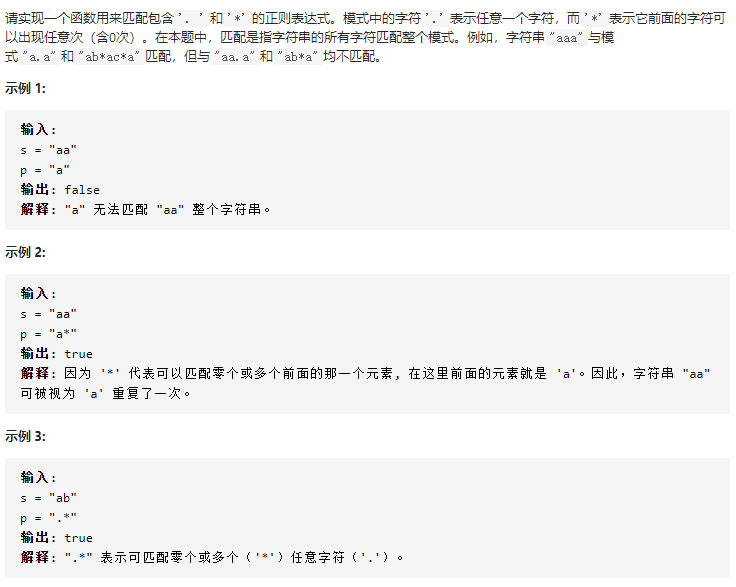 请实现一个函数用来匹配包含'. '和'*'的正则表达式。模式中的字符'.'表示任意一个字符，而'*'表示它前面的字符可
以出现任意次（含0次）。在本题中，匹配是指字符串的所有字符匹配整个模式。例如，字符串"aaa"与模
式"a.a"和"ab*ac*a"匹配，但与"aa.a"和"ab*a"均不匹配。
示例 1:
输入:
s = "aa"
p = "a"
输出: false
解释: "a" 无法匹配 "aa" 整个字符串。
示例 2:
输入:
s = "aa"
p = "a*"
输出: true
解释: 因为 '*' 代表可以匹配零个或多个前面的那一个元素, 在这里前面的元素就是 'a'。因此，字符串 "aa"
可被视为 'a' 重复了一次。
示例 3:
输入:
s = "ab"
p = ".*"
输出: true
解释: ".*" 表示可匹配零个或多个（'*'）任意字符（'.'）。